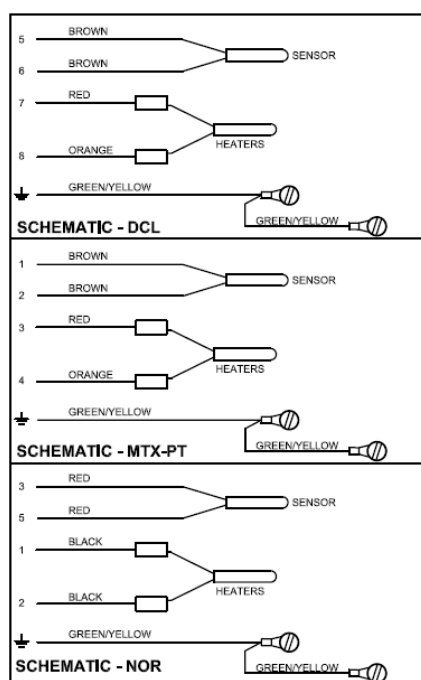 BROWN
5
SENSOR
BROWN
6
RED
7
ORANGE
8
HEATERS
GREEN/YELLOW
GREEN/YELLOW
SCHEMATIC - DCL
BROWN
1
SENSOR
BROWN
2
RED
3
HEATERS
ORANGE
4
GREEN/YELLOW
GREEN/YELLOW
SCHEMATIC - MTX-PT
RED
3
SENSOR
RED
5
BLACK
1
HEATERS
BLACK
2
GREEN/YELLOW
GREEN/YELLOW
SCHEMATIC - NOR